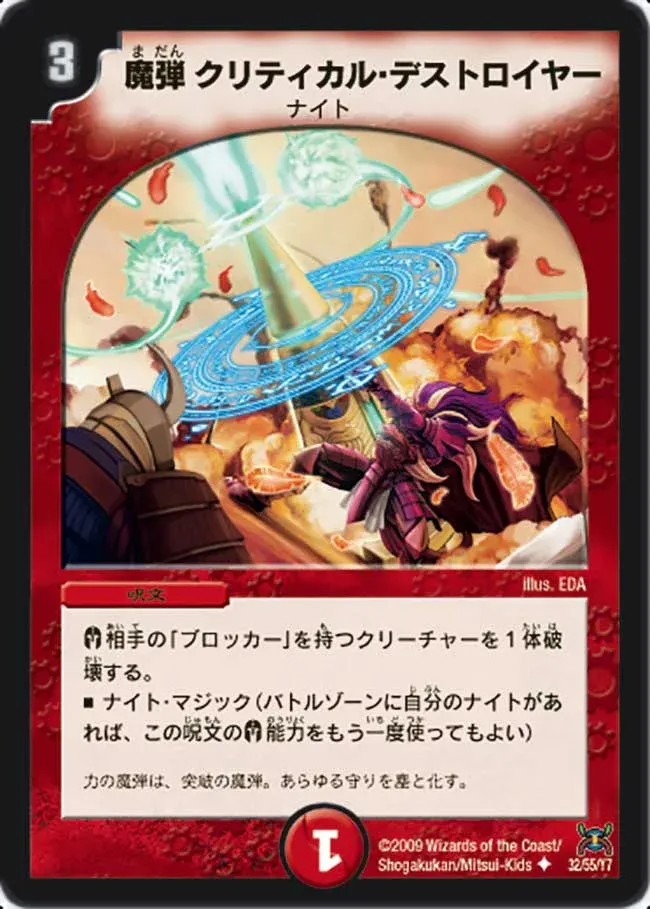 3
魔弾 クリティカル・デストロイヤー
ナイト
illus. EDA
呪文
相手の「ブロッカー」を持つクリーチャーを1体破
壊する。
■ ナイト・マジック(バトルゾーンに自分のナイトがあ
れば、この呪文の能力をもう一度使ってもよい)
力の魔弾は、突破の魔弾。あらゆる守りを塵と化す。
1
©2009 Wizards of the Coast/
Shogakukan/Mitsui-Kids
32/55/Y7